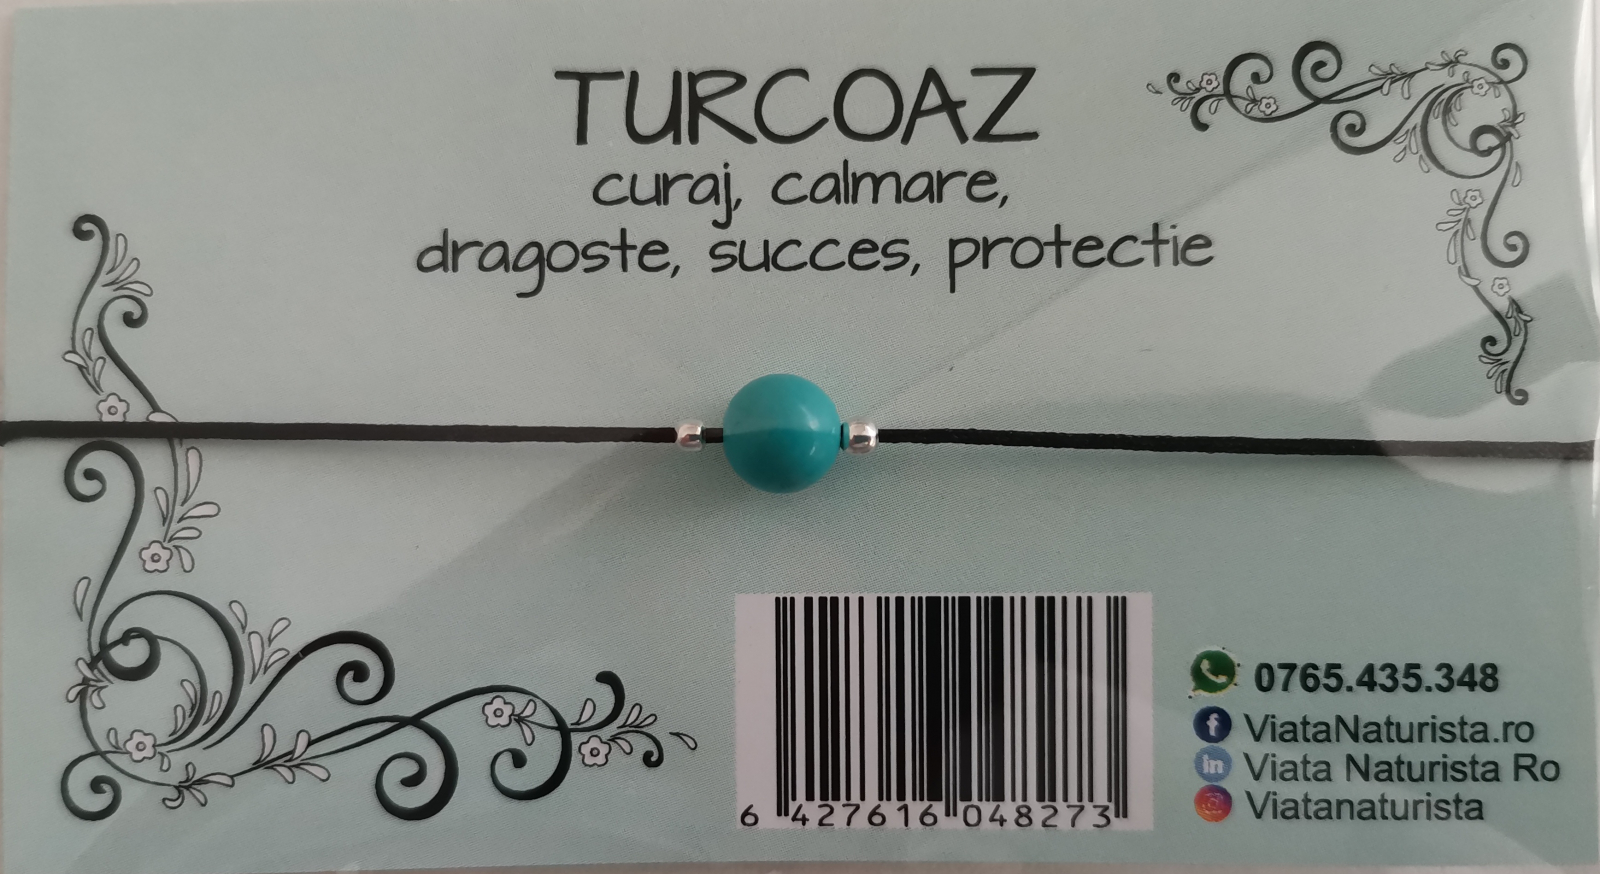 TURCOAZ
curaj, calmare,
dragoste, succes, protectie
6 427616 048273
0765.435.348
ViataNaturista.ro
Viata Naturista Ro
Viatanaturista